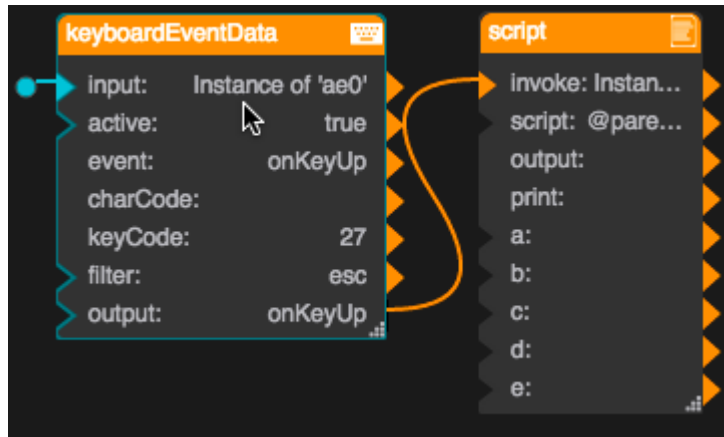 keyboardEventData
input: Instance of 'ae0'
active: true
event: onKeyUp
charCode:
keyCode: 27
filter: esc
output: onKeyUp
script
invoke: Instan...
script: @pare...
output:
print:
a:
b:
c:
d:
e: